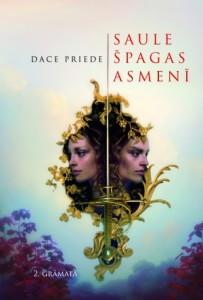 DACE PRIEDE
SAULE
ŠPAGAS
ASMENĪ
2. GRĀMATA